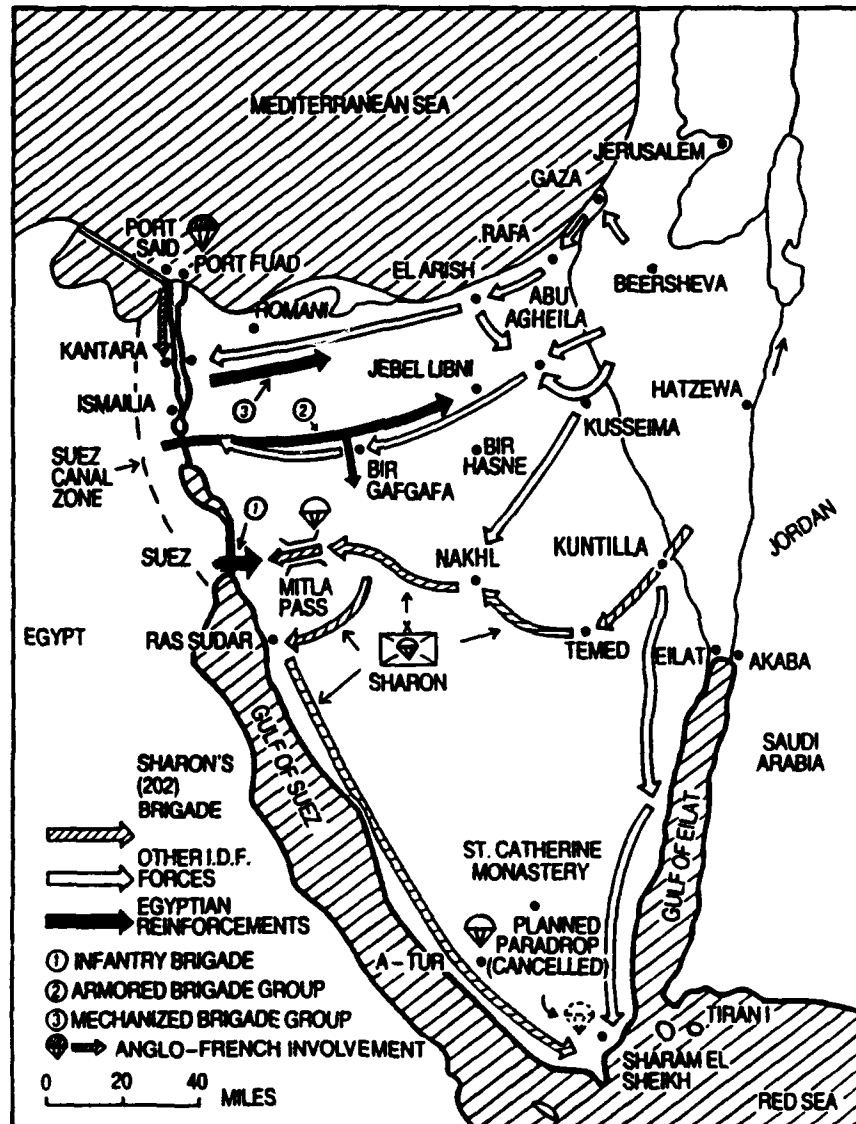 MEDITERRANEAN SEA
JERUSALEM
GAZA
PORT
SAID
PORT FUAD
RAFA
EL ARISH
BEERSHEVA
ABU
AGHEILA
ROMANI
KANTARA
JEBEL LIBNI
HATZEWA
3
2
ISMAILIA
KUSSEIMA
SUEZ
CANAL
ZONE
BIR
GAFGAFA
BIR
HASNE
1
JORDAN
SUEZ
MITLA
PASS
NAKHL
KUNTILLA
EGYPT
RAS SUDAR
X
SHARON
TEMED
EILAT
AKABA
GULF OF SUEZ
SAUDI
ARABIA
GULF OF EILAT
SHARON'S
(202)
BRIGADE
OTHER I.D.F.
FORCES
EGYPTIAN
REINFORCEMENTS
1 INFANTRY BRIGADE
2 ARMORED BRIGADE GROUP
3 MECHANIZED BRIGADE GROUP
ANGLO-FRENCH INVOLVEMENT
0 20 40
MILES
ST. CATHERINE
MONASTERY
PLANNED
PARADROP
(CANCELLED)
A-TUR
TIRAN I
SHARAM EL
SHEIKH
RED SEA